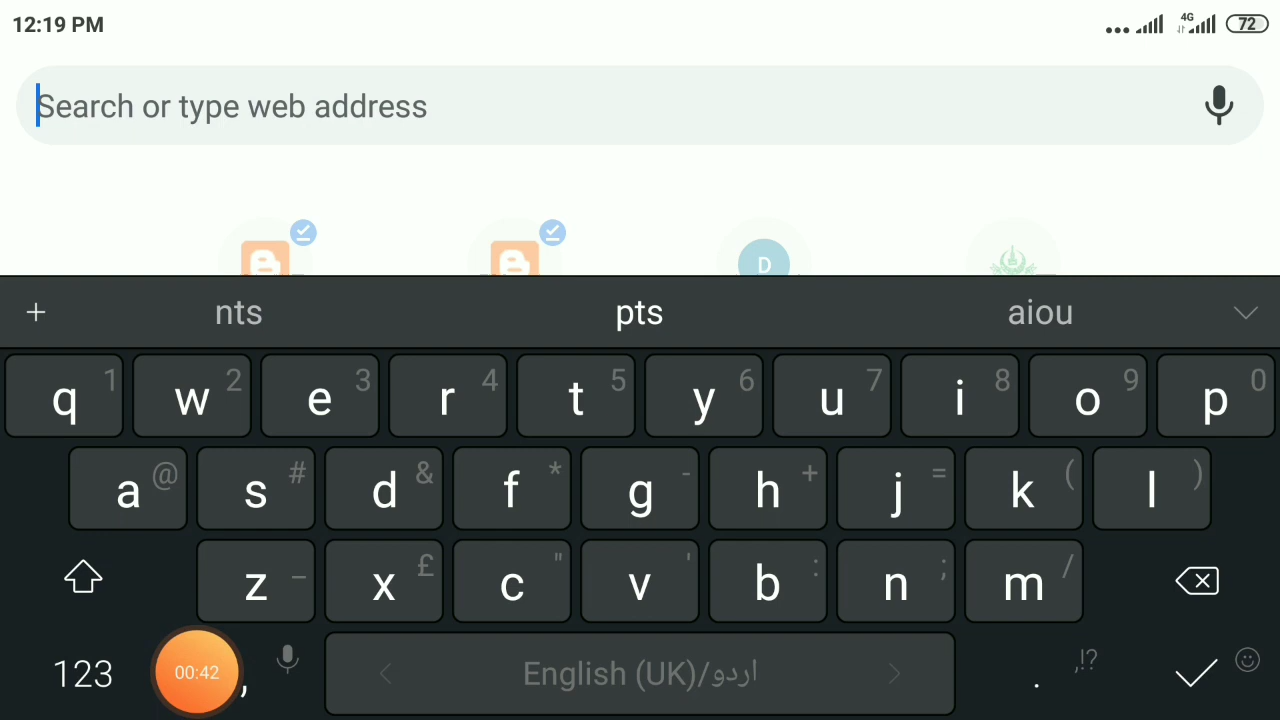 12:19 PM
4G 72
Search or type web address
D
+ nts pts aiou
q 1 w 2 e 3 r 4 t 5 y 6 u 7 i 8 o 9 p 0
a @ s # d & f * g - h + j = k ( l )
z _ x £ c " v ' b : n ; m /
123 00:42 , English (UK)/اردو . ,!?